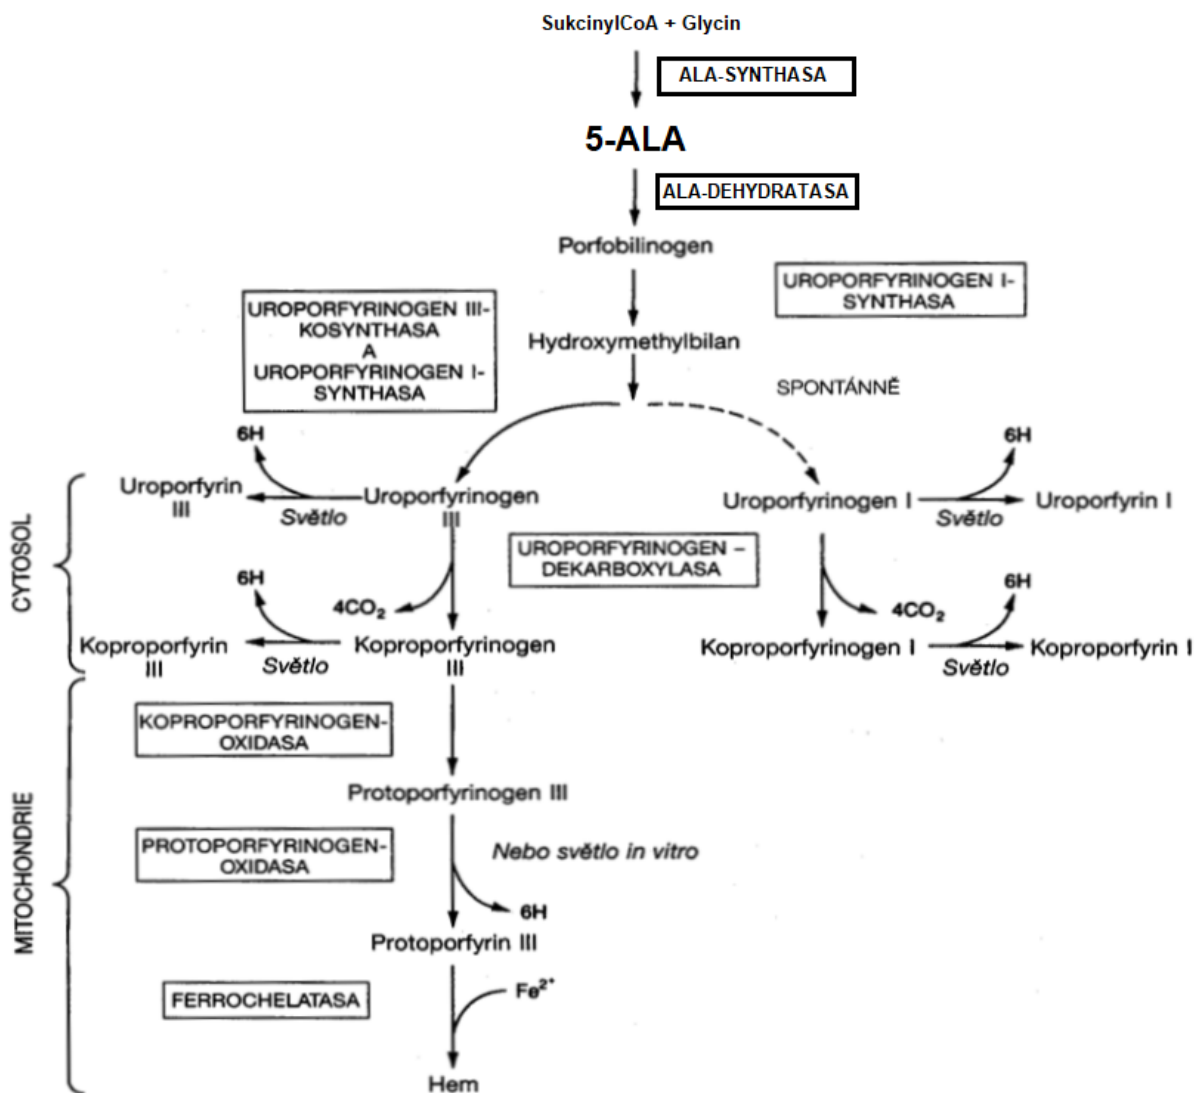 SukcinylCoA + Glycin
ALA-SYNTHASA
5-ALA
ALA-DEHYDRATASA
Porfobilinogen
UROPORFYRINOGEN I-
SYNTHASA
UROPORFYRINOGEN III-
KOSYNTHASA
A
UROPORFYRINOGEN I-
SYNTHASA
Hydroxymethylbilan
SPONTÁNNĚ
6H
6H
Uroporfyrin
III
Světlo
Uroporfyrinogen
III
Uroporfyrinogen I
Světlo
Uroporfyrin I
CYTOSOL
UROPORFYRINOGEN –
DEKARBOXYLASA
6H
4CO₂
4CO₂
6H
Koproporfyrin
III
Světlo
Koproporfyrinogen
III
Koproporfyrinogen I
Světlo
Koproporfyrin I
MITOCHONDRIE
KOPROPORFYRINOGEN-
OXIDASA
Protoporfyrinogen III
PROTOPORFYRINOGEN-
OXIDASA
Nebo světlo in vitro
6H
Protoporfyrin III
FERROCHELATASA
Fe²⁺
Hem